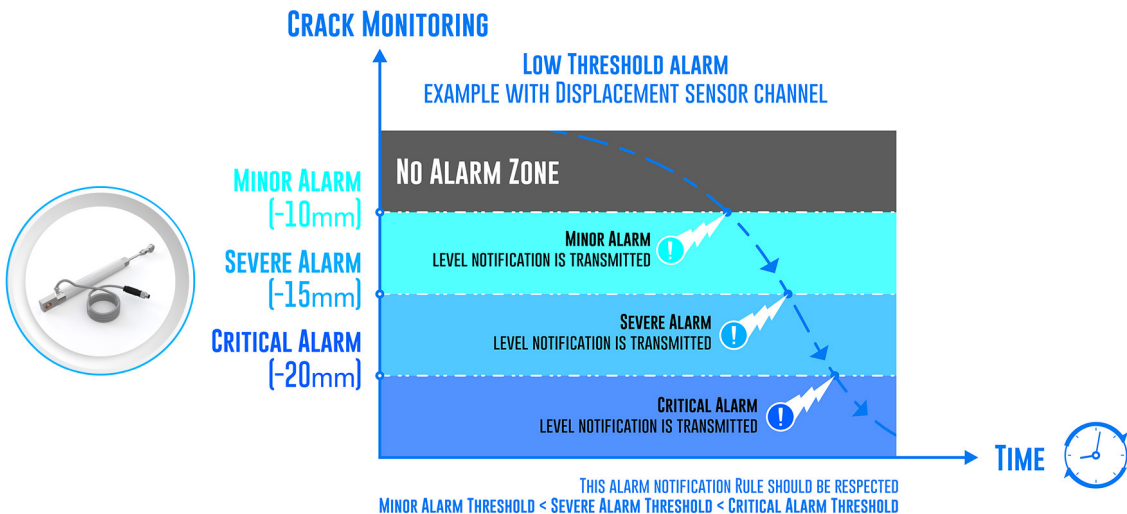 CRACK MONITORING
LOW THRESHOLD ALARM
EXAMPLE WITH DISPLACEMENT SENSOR CHANNEL
NO ALARM ZONE
MINOR ALARM
(-10mm)
MINOR ALARM
LEVEL NOTIFICATION IS TRANSMITTED
!
SEVERE ALARM
(-15mm)
SEVERE ALARM
LEVEL NOTIFICATION IS TRANSMITTED
!
CRITICAL ALARM
(-20mm)
CRITICAL ALARM
LEVEL NOTIFICATION IS TRANSMITTED
!
TIME
THIS ALARM NOTIFICATION RULE SHOULD BE RESPECTED
MINOR ALARM THRESHOLD < SEVERE ALARM THRESHOLD < CRITICAL ALARM THRESHOLD